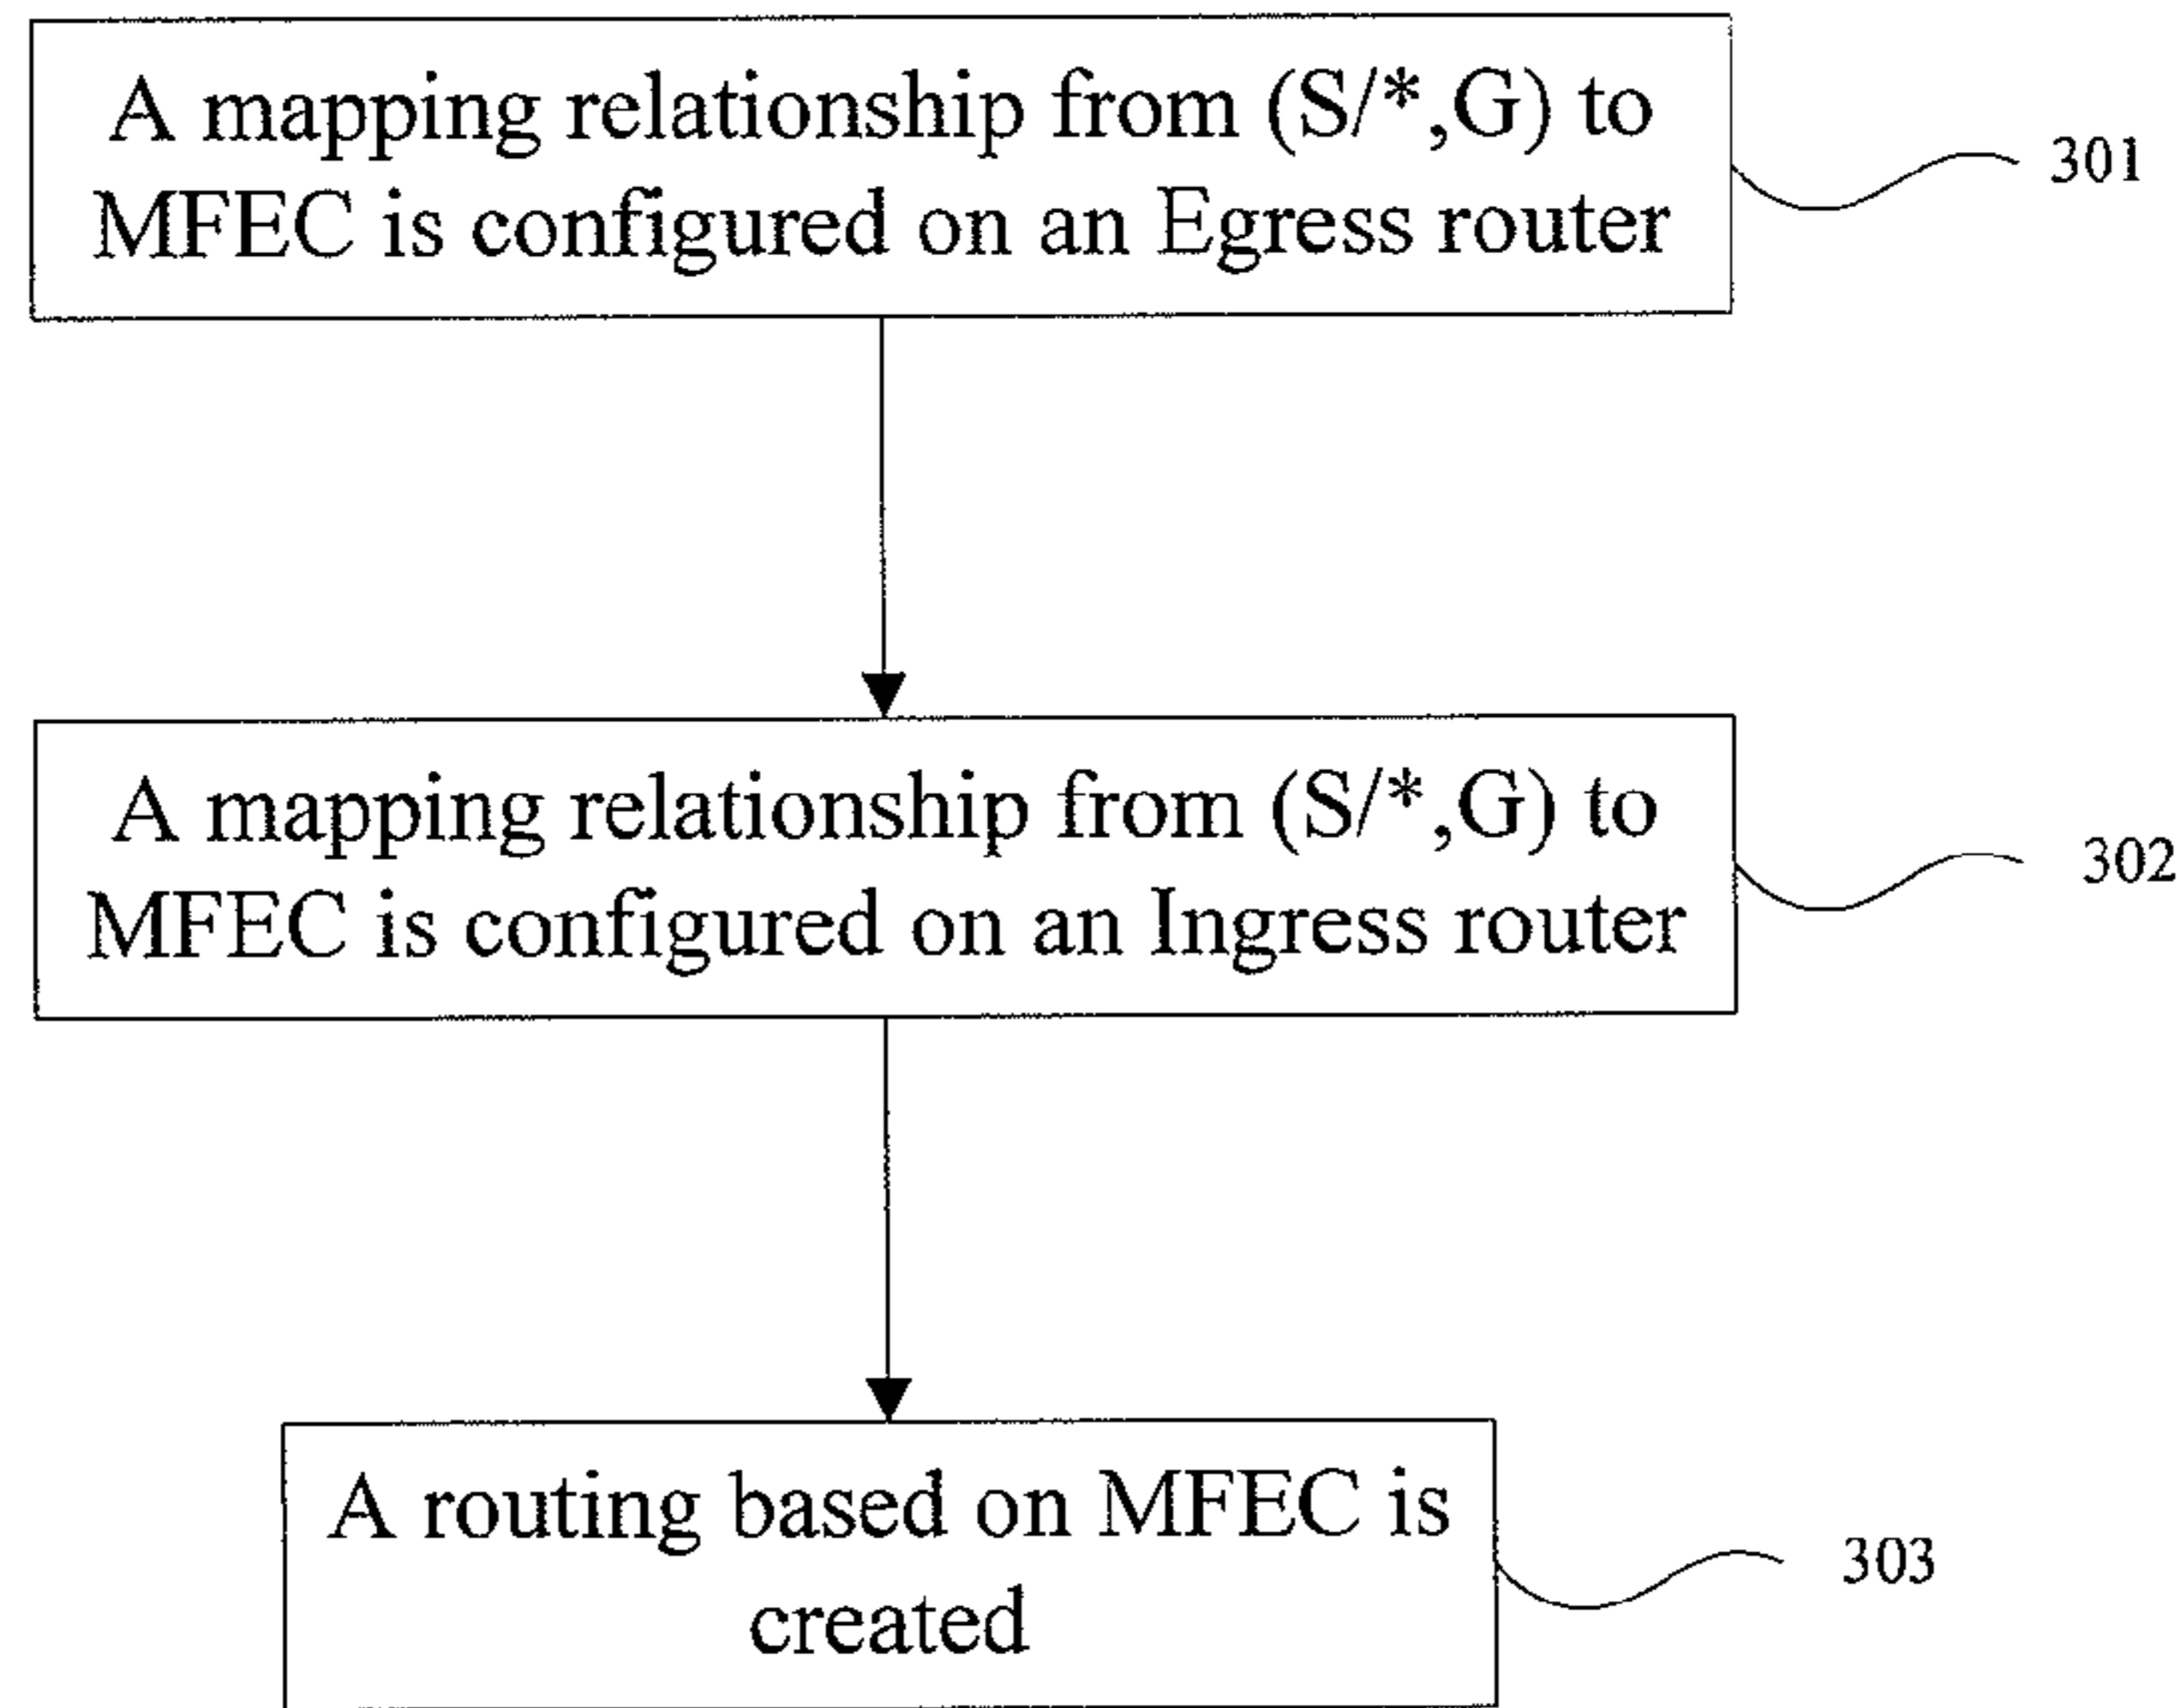 A mapping relationship from (S/*,G) to
MFEC is configured on an Egress router
301
A mapping relationship from (S/*,G) to
MFEC is configured on an Ingress router
302
A routing based on MFEC is
created
303